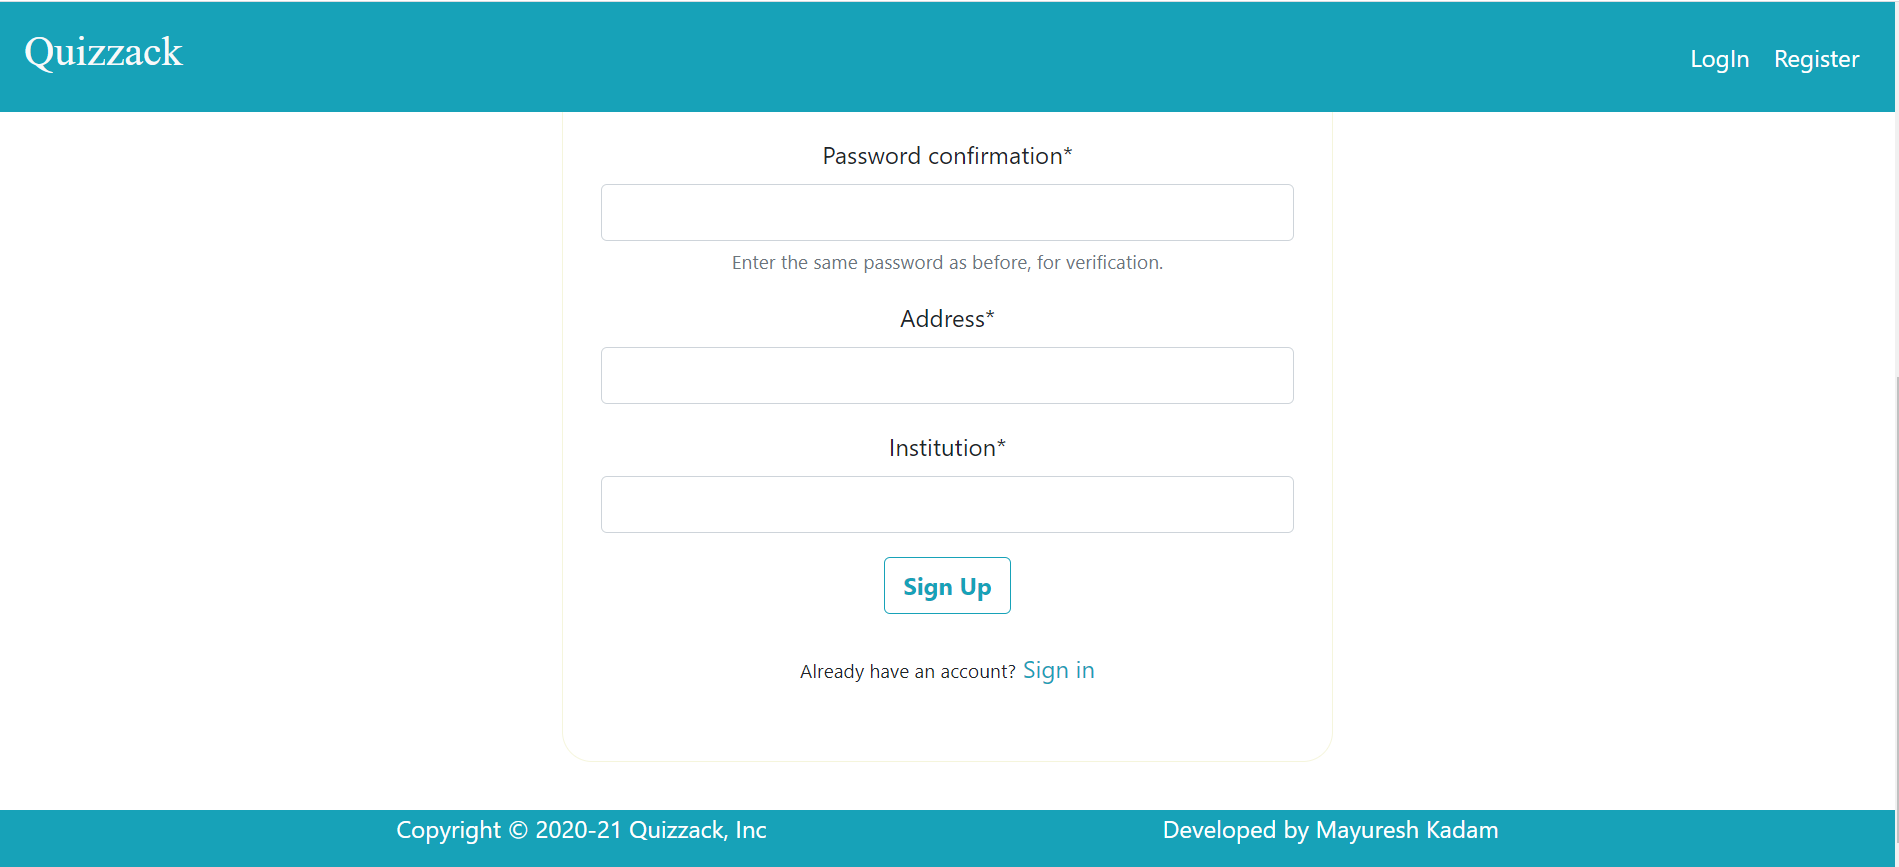 Quizzack
LogIn Register
Password confirmation*
Enter the same password as before, for verification.
Address*
Institution*
Sign Up
Already have an account? Sign in
Copyright © 2020-21 Quizzack, Inc
Developed by Mayuresh Kadam